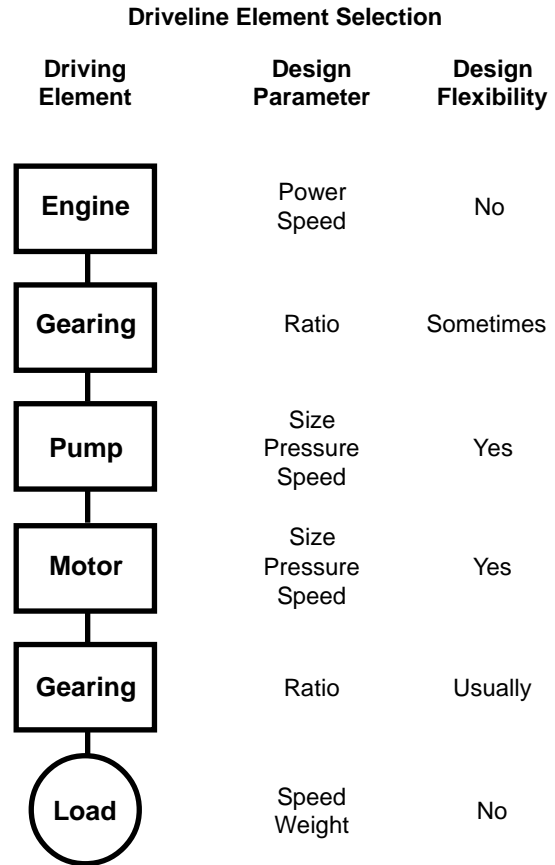 Driveline Element Selection
Driving Element
Design Parameter
Design Flexibility
Engine
Power
Speed
No
Gearing
Ratio
Sometimes
Pump
Size
Pressure
Speed
Yes
Motor
Size
Pressure
Speed
Yes
Gearing
Ratio
Usually
Load
Speed
Weight
No